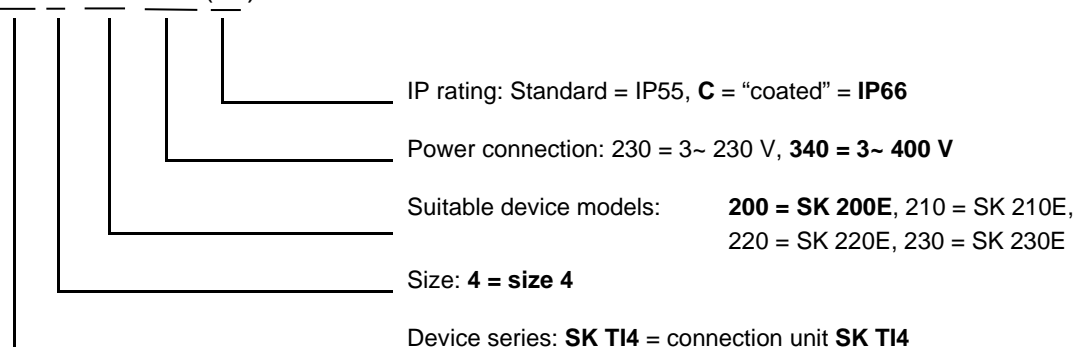 IP rating: Standard = IP55, C = “coated” = IP66
Power connection: 230 = 3~ 230 V, 340 = 3~ 400 V
Suitable device models: 200 = SK 200E, 210 = SK 210E,
220 = SK 220E, 230 = SK 230E
Size: 4 = size 4
Device series: SK TI4 = connection unit SK TI4